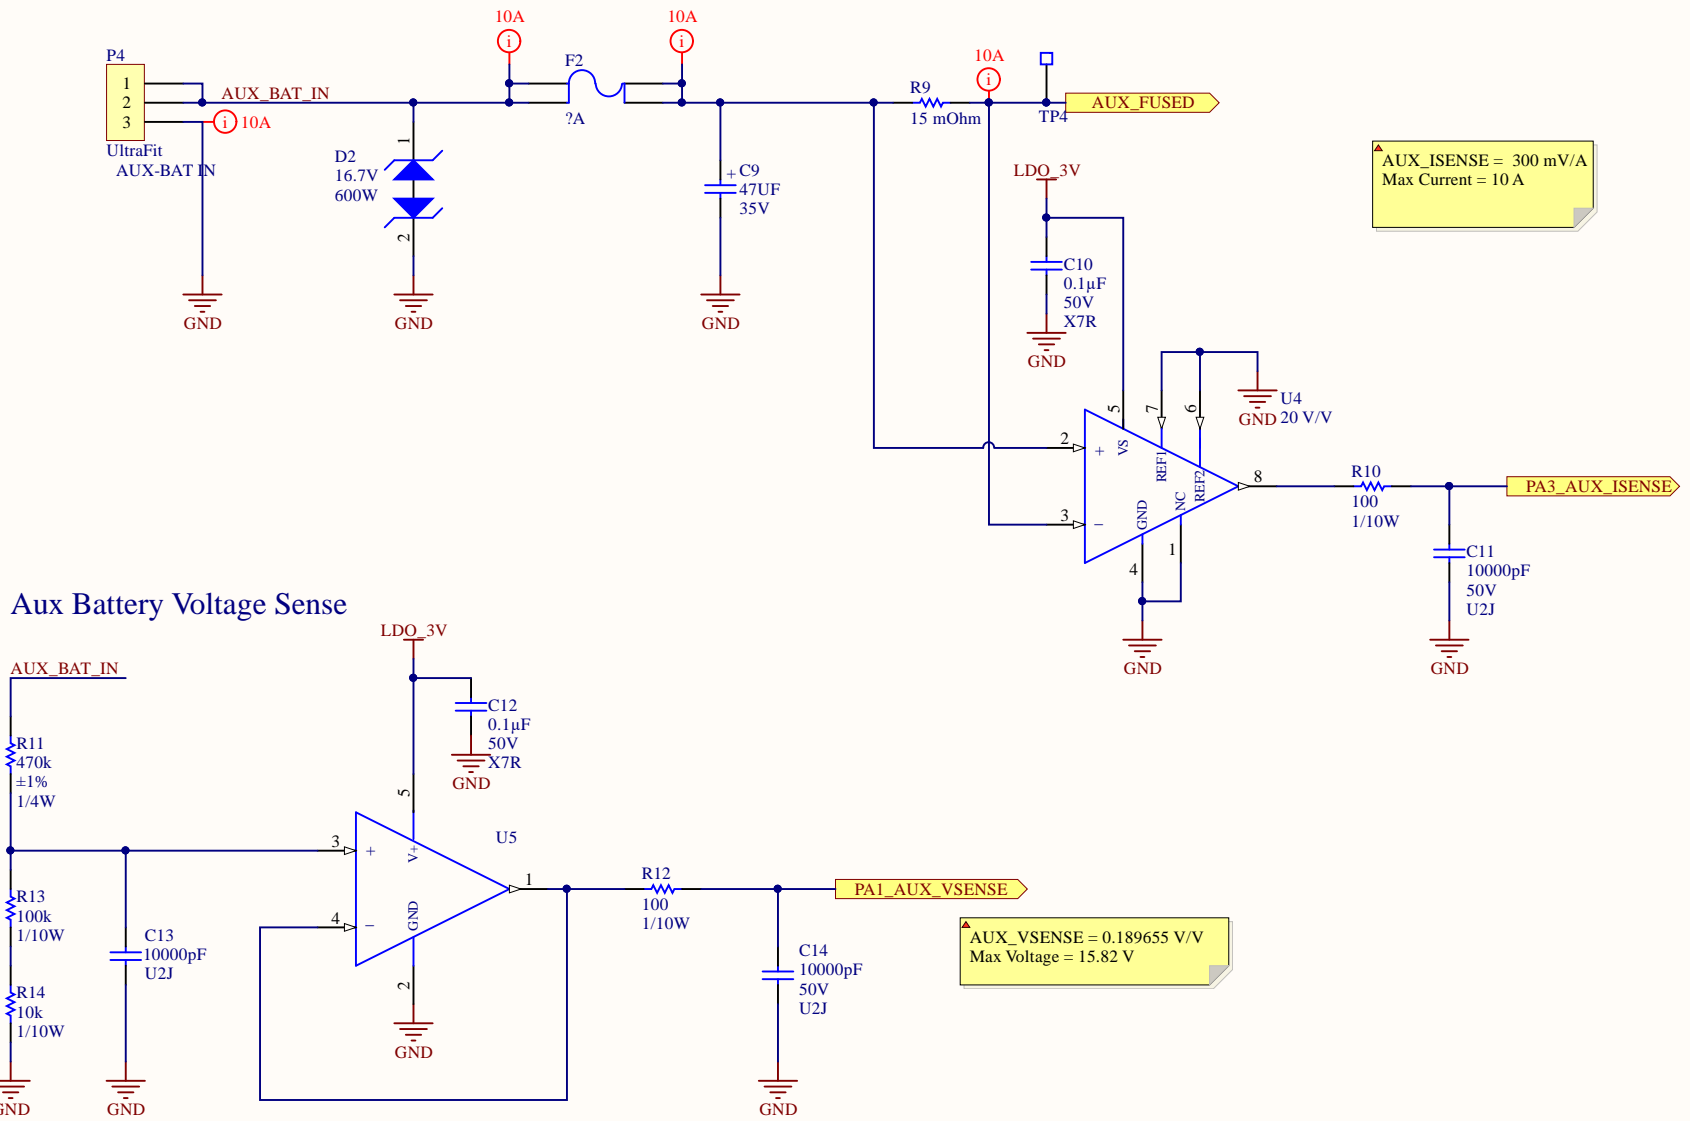 10A
10A
10A
P4
1
2
3
UltraFit
AUX-BAT IN
AUX_BAT_IN
10A
F2
?A
R9
15 mOhm
TP4
AUX_FUSED
D2
16.7V
600W
1
2
GND
GND
+
C9
47UF
35V
GND
LDO_3V
C10
0.1µF
50V
X7R
GND
AUX_ISENSE =  300 mV/A
Max Current = 10 A
GND
U4
20 V/V
5
7
6
2
3
+
−
VS
REF1
REF2
GND
NC
4
1
8
GND
R10
100
1/10W
PA3_AUX_ISENSE
C11
10000pF
50V
U2J
GND
Aux Battery Voltage Sense
AUX_BAT_IN
R11
470k
±1%
1/4W
R13
100k
1/10W
R14
10k
1/10W
GND
C13
10000pF
U2J
GND
LDO_3V
C12
0.1µF
50V
X7R
GND
5
3
4
+
−
V+
GND
2
GND
U5
1
R12
100
1/10W
PA1_AUX_VSENSE
C14
10000pF
50V
U2J
GND
AUX_VSENSE = 0.189655 V/V
Max Voltage = 15.82 V